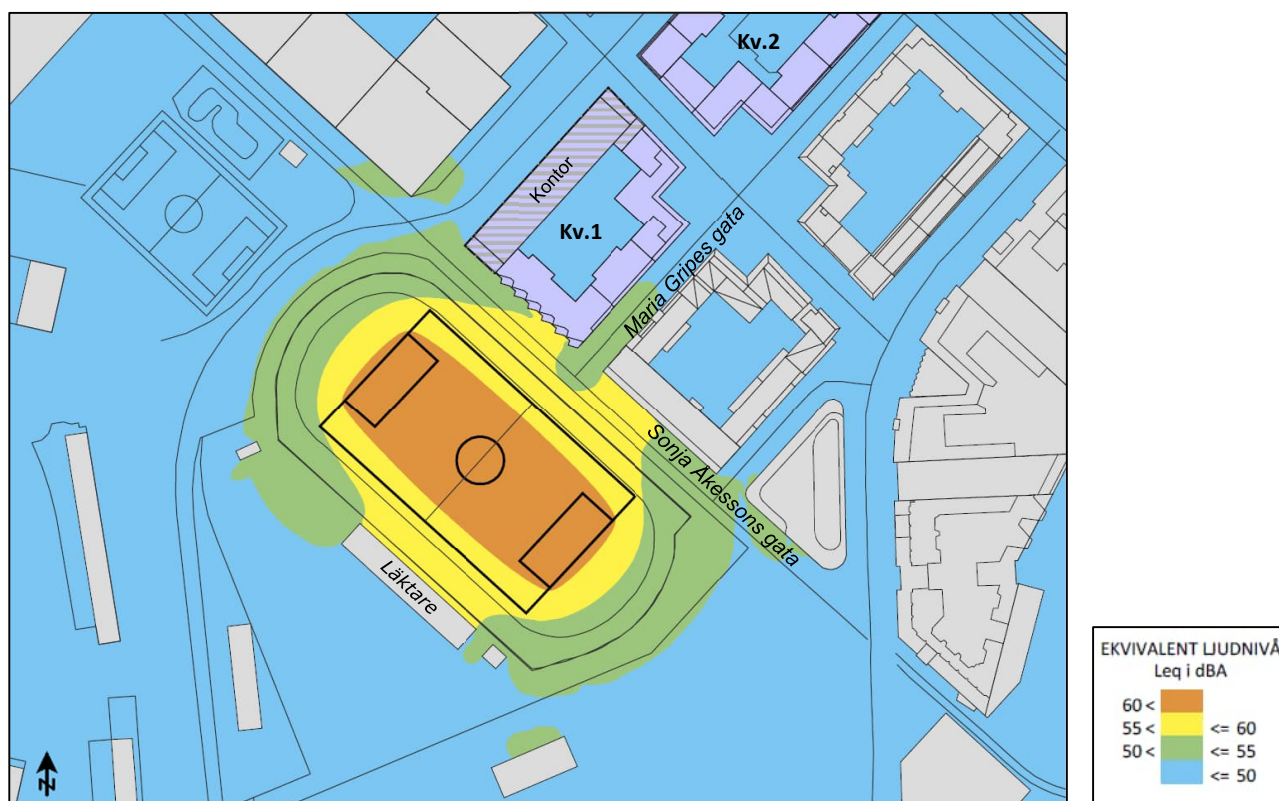 Kv.2
Kontor
Kv.1
Maria Gripes gata
Sonja Åkessons gata
Läktare
N
EKVIVALENT LJUDNIVÅ
Leq i dBA
60 <
55 < <= 60
50 < <= 55
<= 50